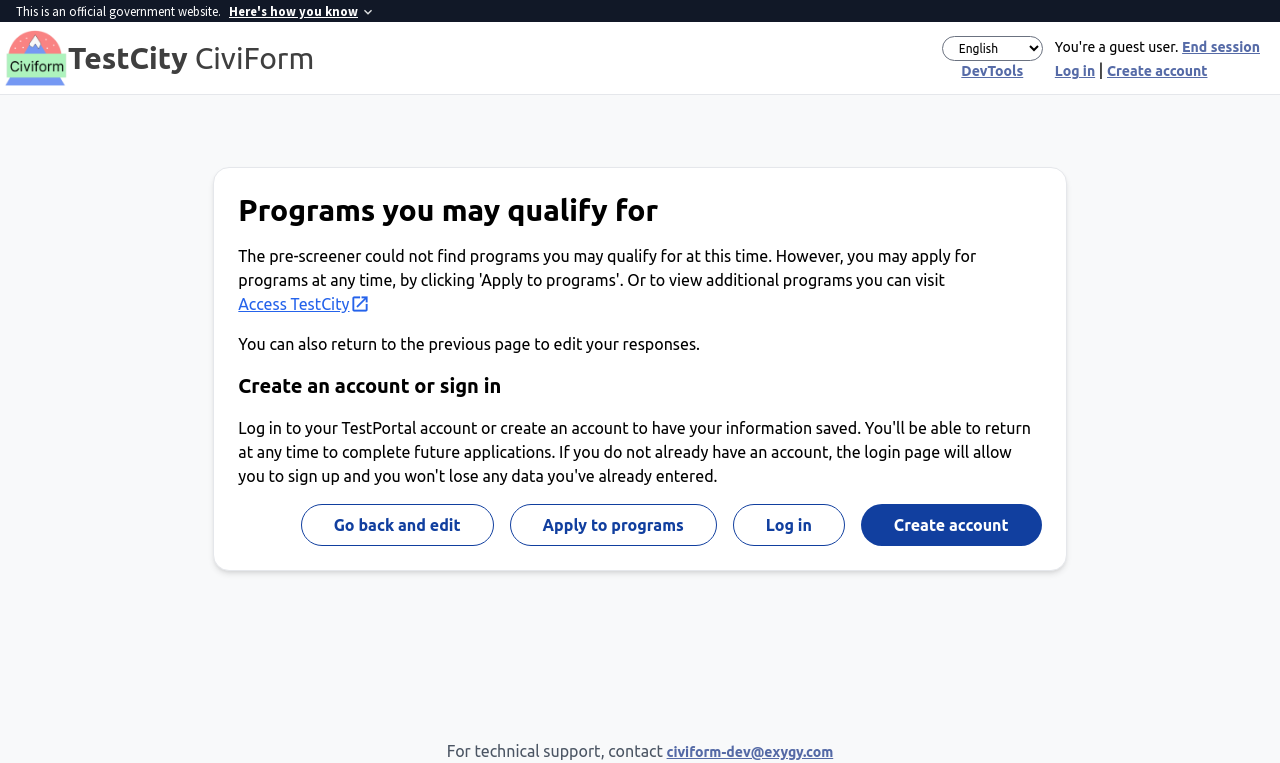 This is an official government website. Here's how you know
Civiform
TestCity CiviForm
English
You're a guest user. End session
DevTools
Log in | Create account
Programs you may qualify for
The pre-screener could not find programs you may qualify for at this time. However, you may apply for
programs at any time, by clicking 'Apply to programs'. Or to view additional programs you can visit
Access TestCity
You can also return to the previous page to edit your responses.
Create an account or sign in
Log in to your TestPortal account or create an account to have your information saved. You'll be able to return
at any time to complete future applications. If you do not already have an account, the login page will allow
you to sign up and you won't lose any data you've already entered.
Go back and edit
Apply to programs
Log in
Create account
For technical support, contact civiform-dev@exygy.com